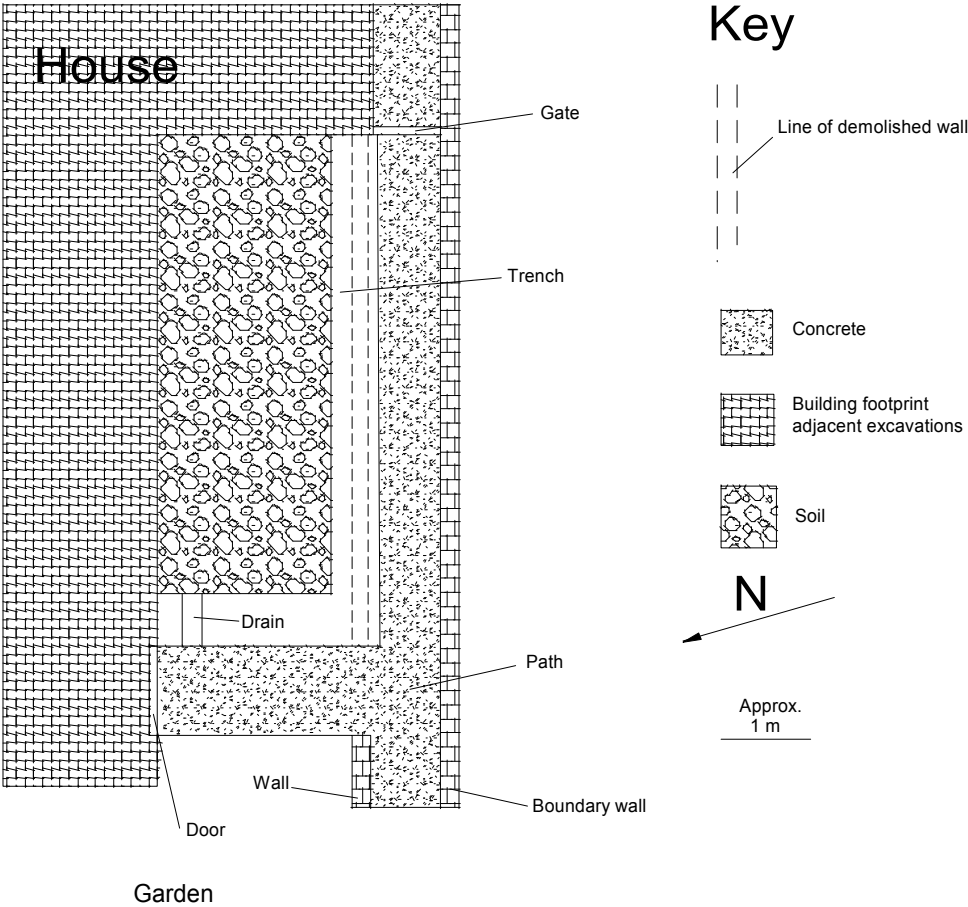 House
Gate
Trench
Drain
Path
Wall
Boundary wall
Door
Garden
Key
Line of demolished wall
Concrete
Building footprint
adjacent excavations
Soil
N
Approx.
1 m